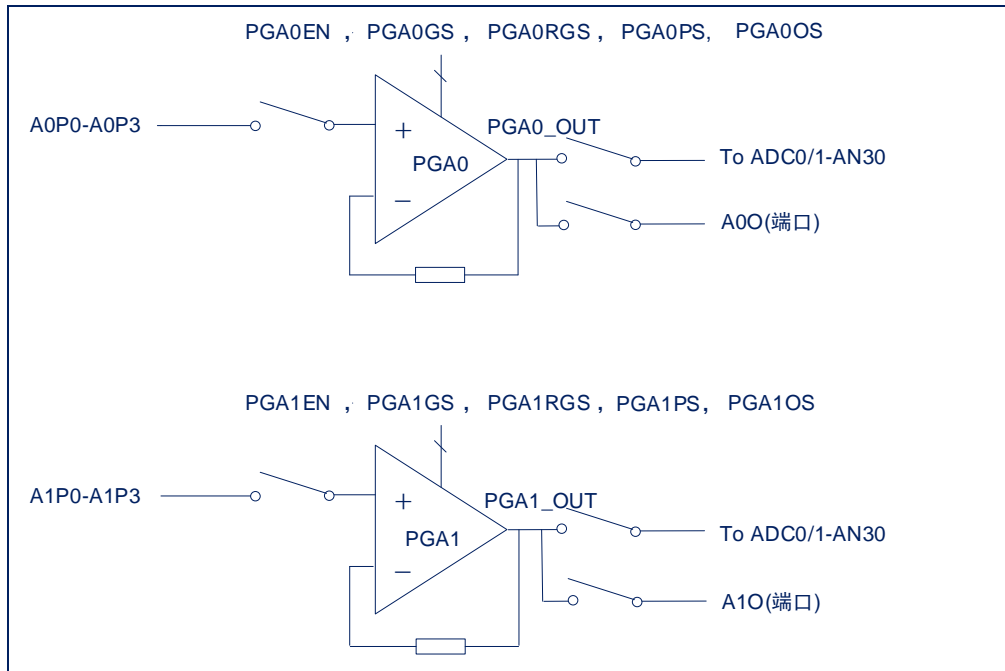 PGA0EN ， PGA0GS ， PGA0RGS ， PGA0PS， PGA0OS
A0P0-A0P3
+
PGA0
−
PGA0_OUT
To ADC0/1-AN30
A0O(端口)
PGA1EN ， PGA1GS ， PGA1RGS ， PGA1PS， PGA1OS
A1P0-A1P3
+
PGA1
−
PGA1_OUT
To ADC0/1-AN30
A1O(端口)